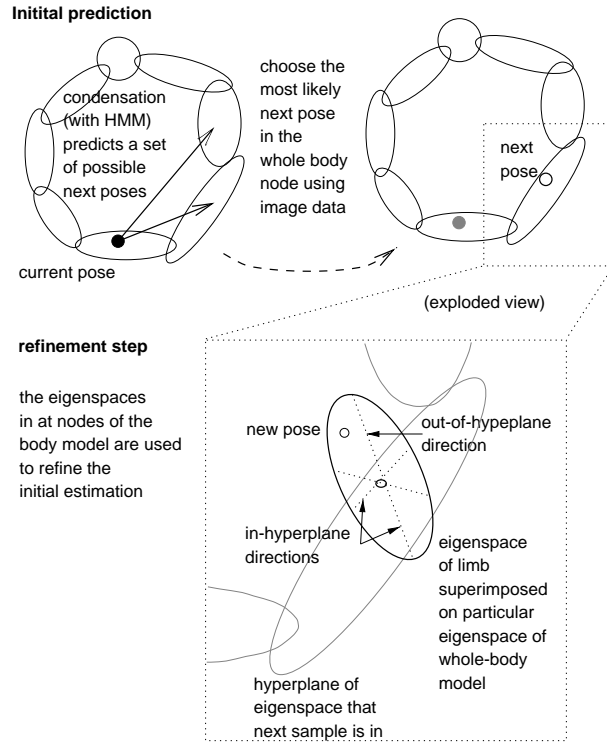 Initital prediction
condensation
(with HMM)
predicts a set
of possible
next poses
current pose
choose the
most likely
next pose
in the
whole body
node using
image data
next
pose
(exploded view)
refinement step
the eigenspaces
in at nodes of the
body model are used
to refine the
initial estimation
new pose
out-of-hypeplane
direction
in-hyperplane
directions
eigenspace
of limb
superimposed
on particular
eigenspace of
whole-body
model
hyperplane of
eigenspace that
next sample is in